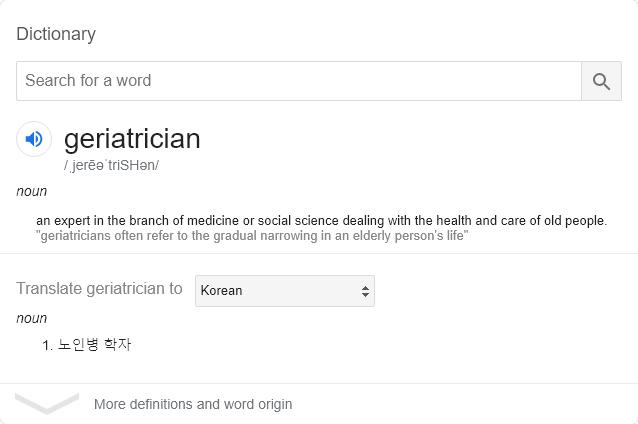 Dictionary
Search for a word
geriatrician
/ˌjerēəˈtriSHən/
noun
an expert in the branch of medicine or social science dealing with the health and care of old people.
"geriatricians often refer to the gradual narrowing in an elderly person's life"
Translate geriatrician to
Korean
noun
1. 노인병 학자
More definitions and word origin